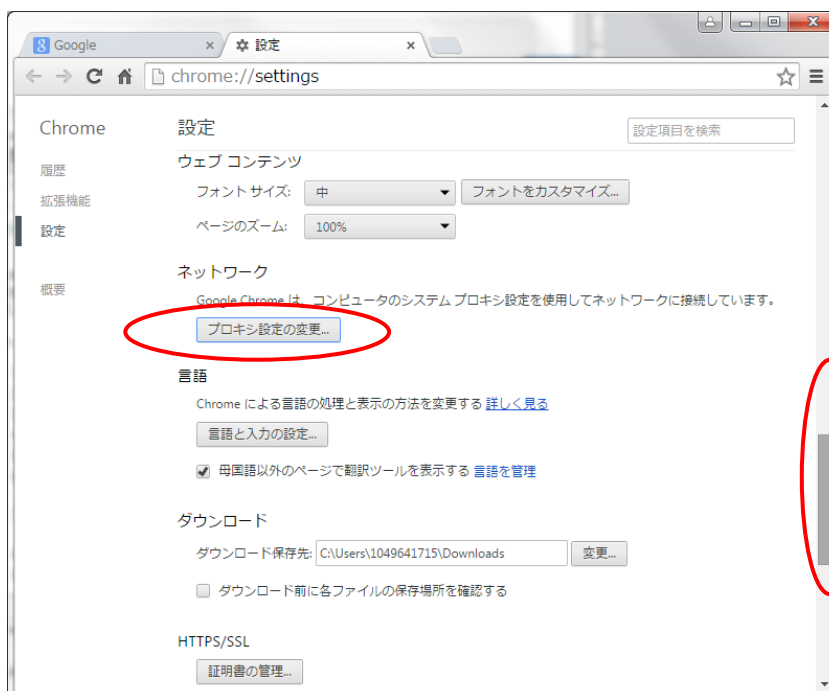 Google
設定
chrome://settings
Chrome
設定
設定項目を検索
履歴
拡張機能
設定
概要
ウェブ コンテンツ
フォント サイズ: 中 フォントをカスタマイズ...
ページのズーム: 100%
ネットワーク
Google Chrome は、コンピュータのシステム プロキシ設定を使用してネットワークに接続しています。
プロキシ設定の変更...
言語
Chrome による言語の処理と表示の方法を変更する 詳しく見る
言語と入力の設定...
母国語以外のページで翻訳ツールを表示する 言語を管理
ダウンロード
ダウンロード保存先: C:\Users\1049641715\Downloads 変更...
ダウンロード前に各ファイルの保存場所を確認する
HTTPS/SSL
証明書の管理...